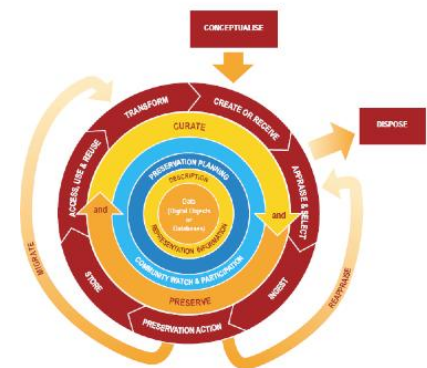 CONCEPTUALISE
DISPOSE
TRANSFORM
CREATE OR RECEIVE
APPRAISE & SELECT
INGEST
PRESERVATION ACTION
STORE
ACCESS, USE & REUSE
MIGRATE
REAPPRAISE
CURATE
and
and
PRESERVE
PRESERVATION PLANNING
COMMUNITY WATCH & PARTICIPATION
DESCRIPTION
REPRESENTATION INFORMATION
Data
(Digital Objects
or
Databases)